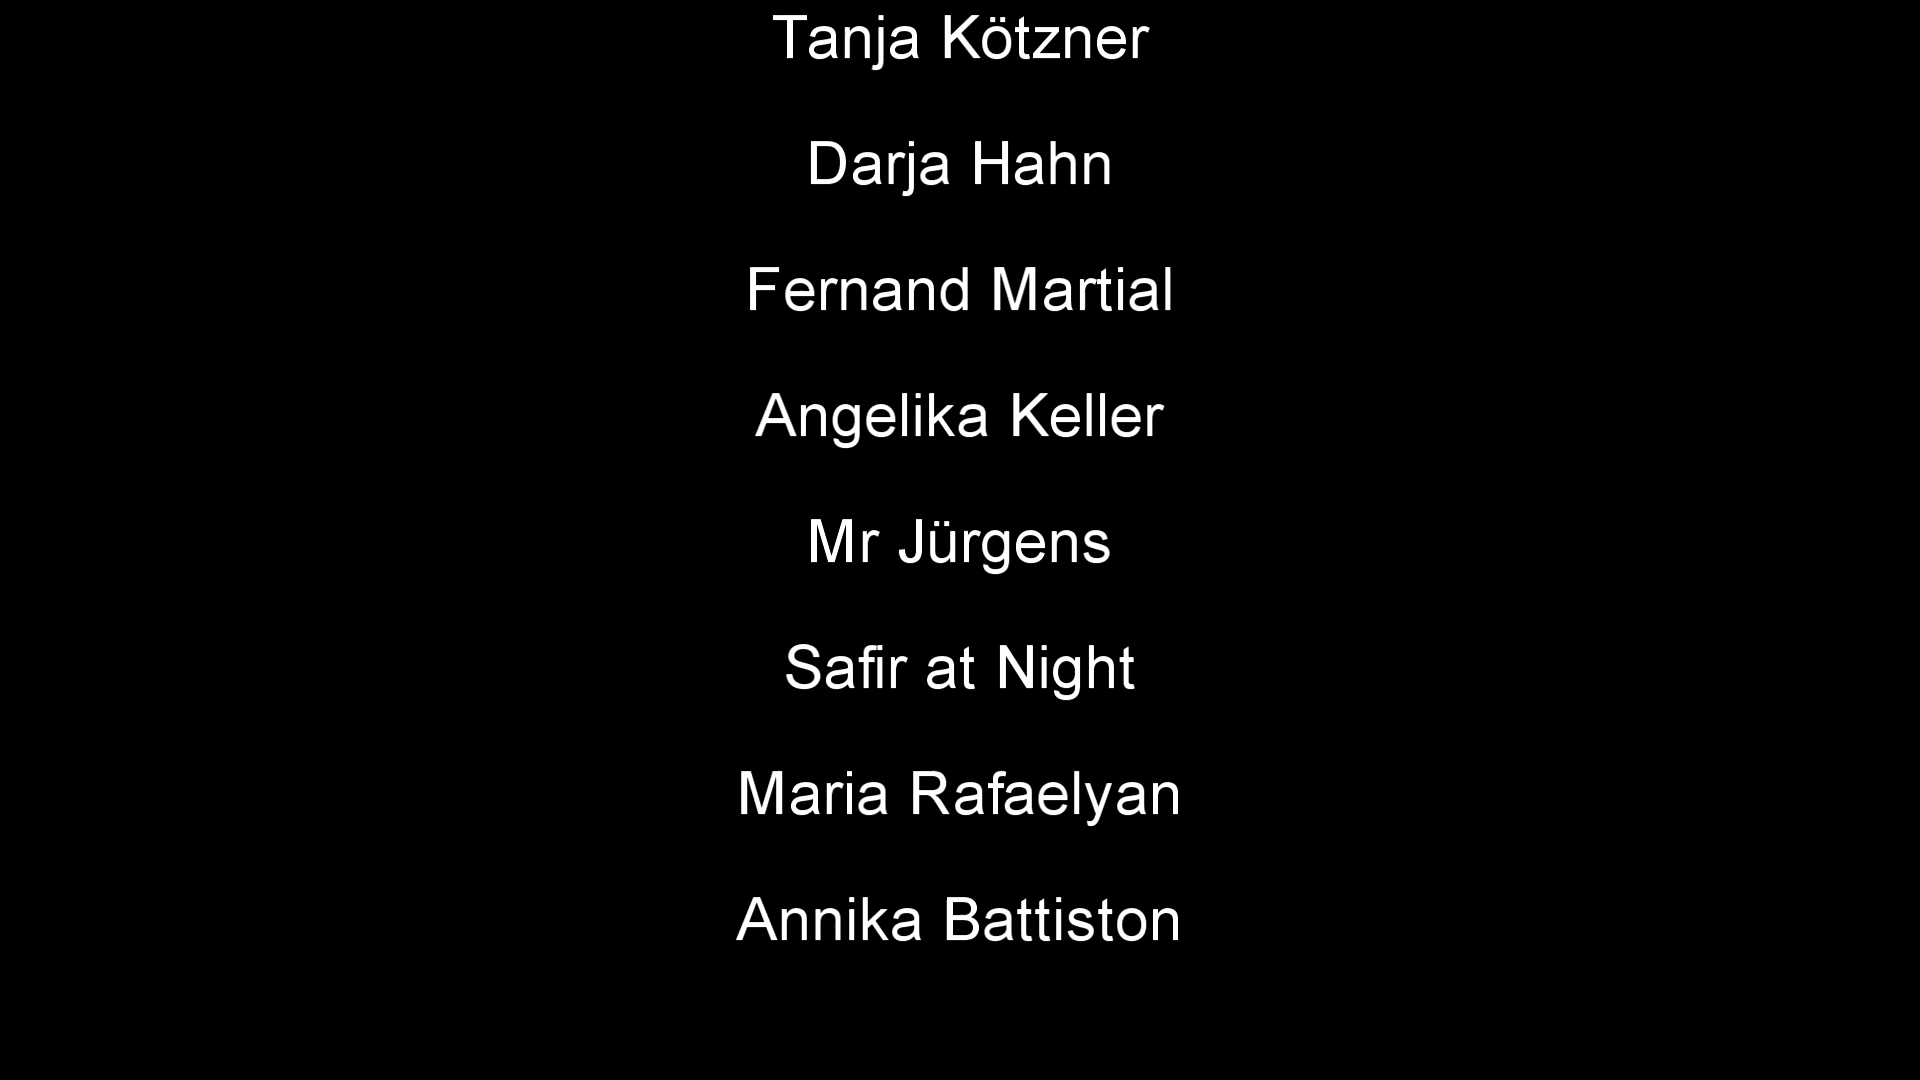 Tanja Kötzner
Darja Hahn
Fernand Martial
Angelika Keller
Mr Jürgens
Safir at Night
Maria Rafaelyan
Annika Battiston